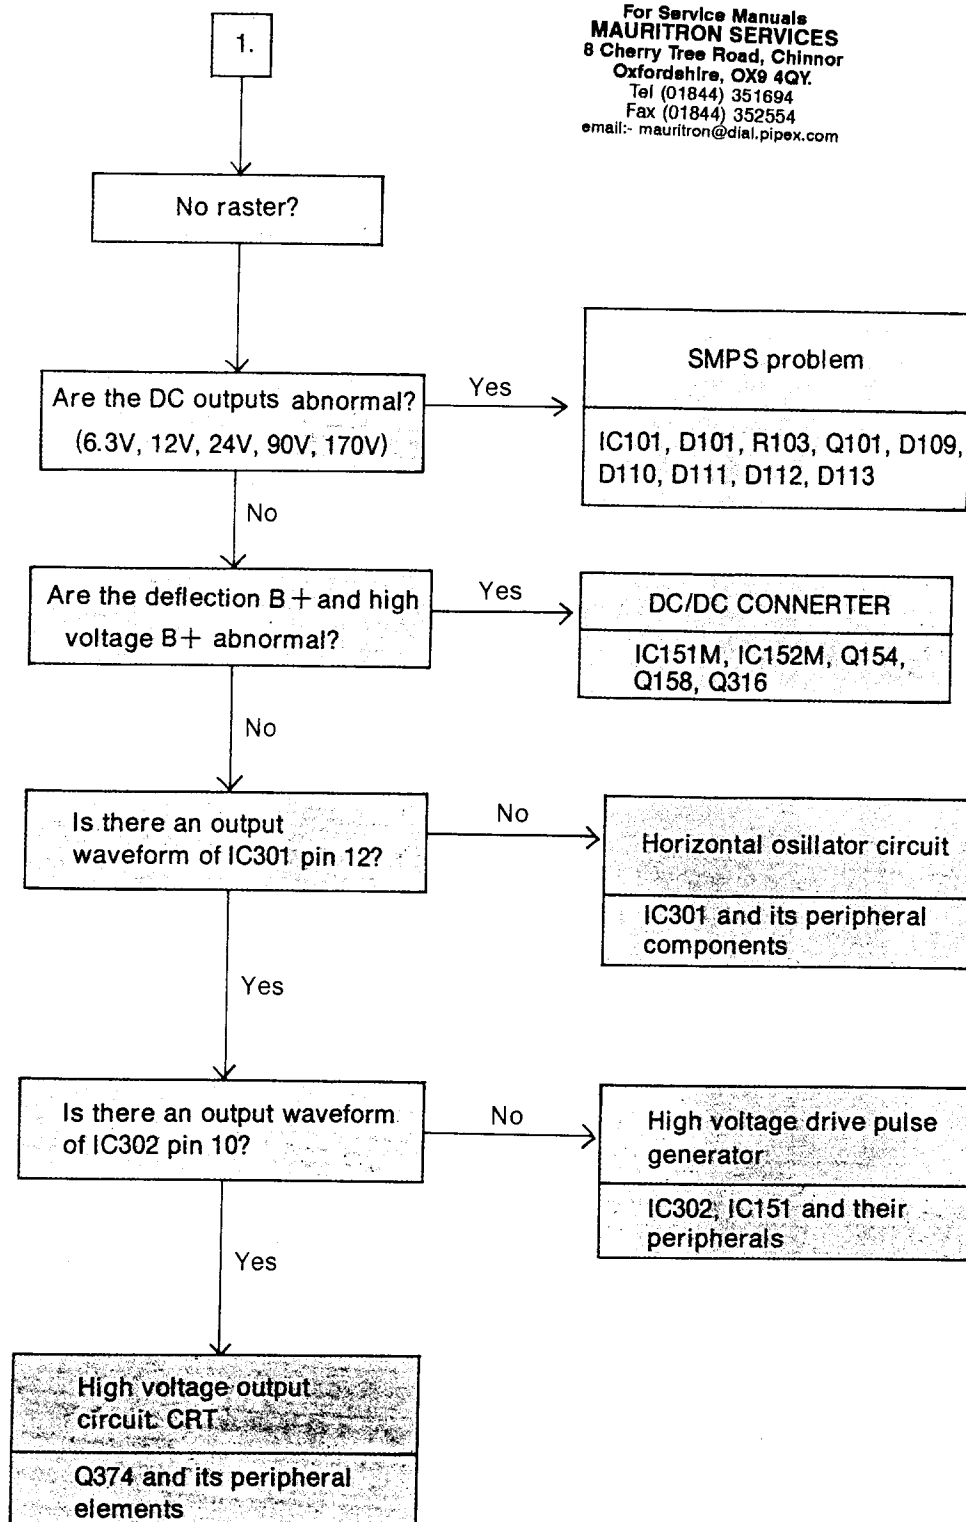 1.
For Service Manuals
MAURITRON SERVICES
8 Cherry Tree Road, Chinnor
Oxfordshire, OX9 4QY.
Tel (01844) 351694
Fax (01844) 352554
email:- mauritron@dial.pipex.com
No raster?
Are the DC outputs abnormal?
(6.3V, 12V, 24V, 90V, 170V)
Yes
SMPS problem
IC101, D101, R103, Q101, D109,
D110, D111, D112, D113
No
Are the deflection B+ and high
voltage B+ abnormal?
Yes
DC/DC CONNERTER
IC151M, IC152M, Q154,
Q158, Q316
No
Is there an output
waveform of IC301 pin 12?
No
Horizontal osillator circuit
IC301 and its peripheral
components
Yes
Is there an output waveform
of IC302 pin 10?
No
High voltage drive pulse
generator
IC302, IC151 and their
peripherals
Yes
High voltage output
circuit. CRT
Q374 and its peripheral
elements